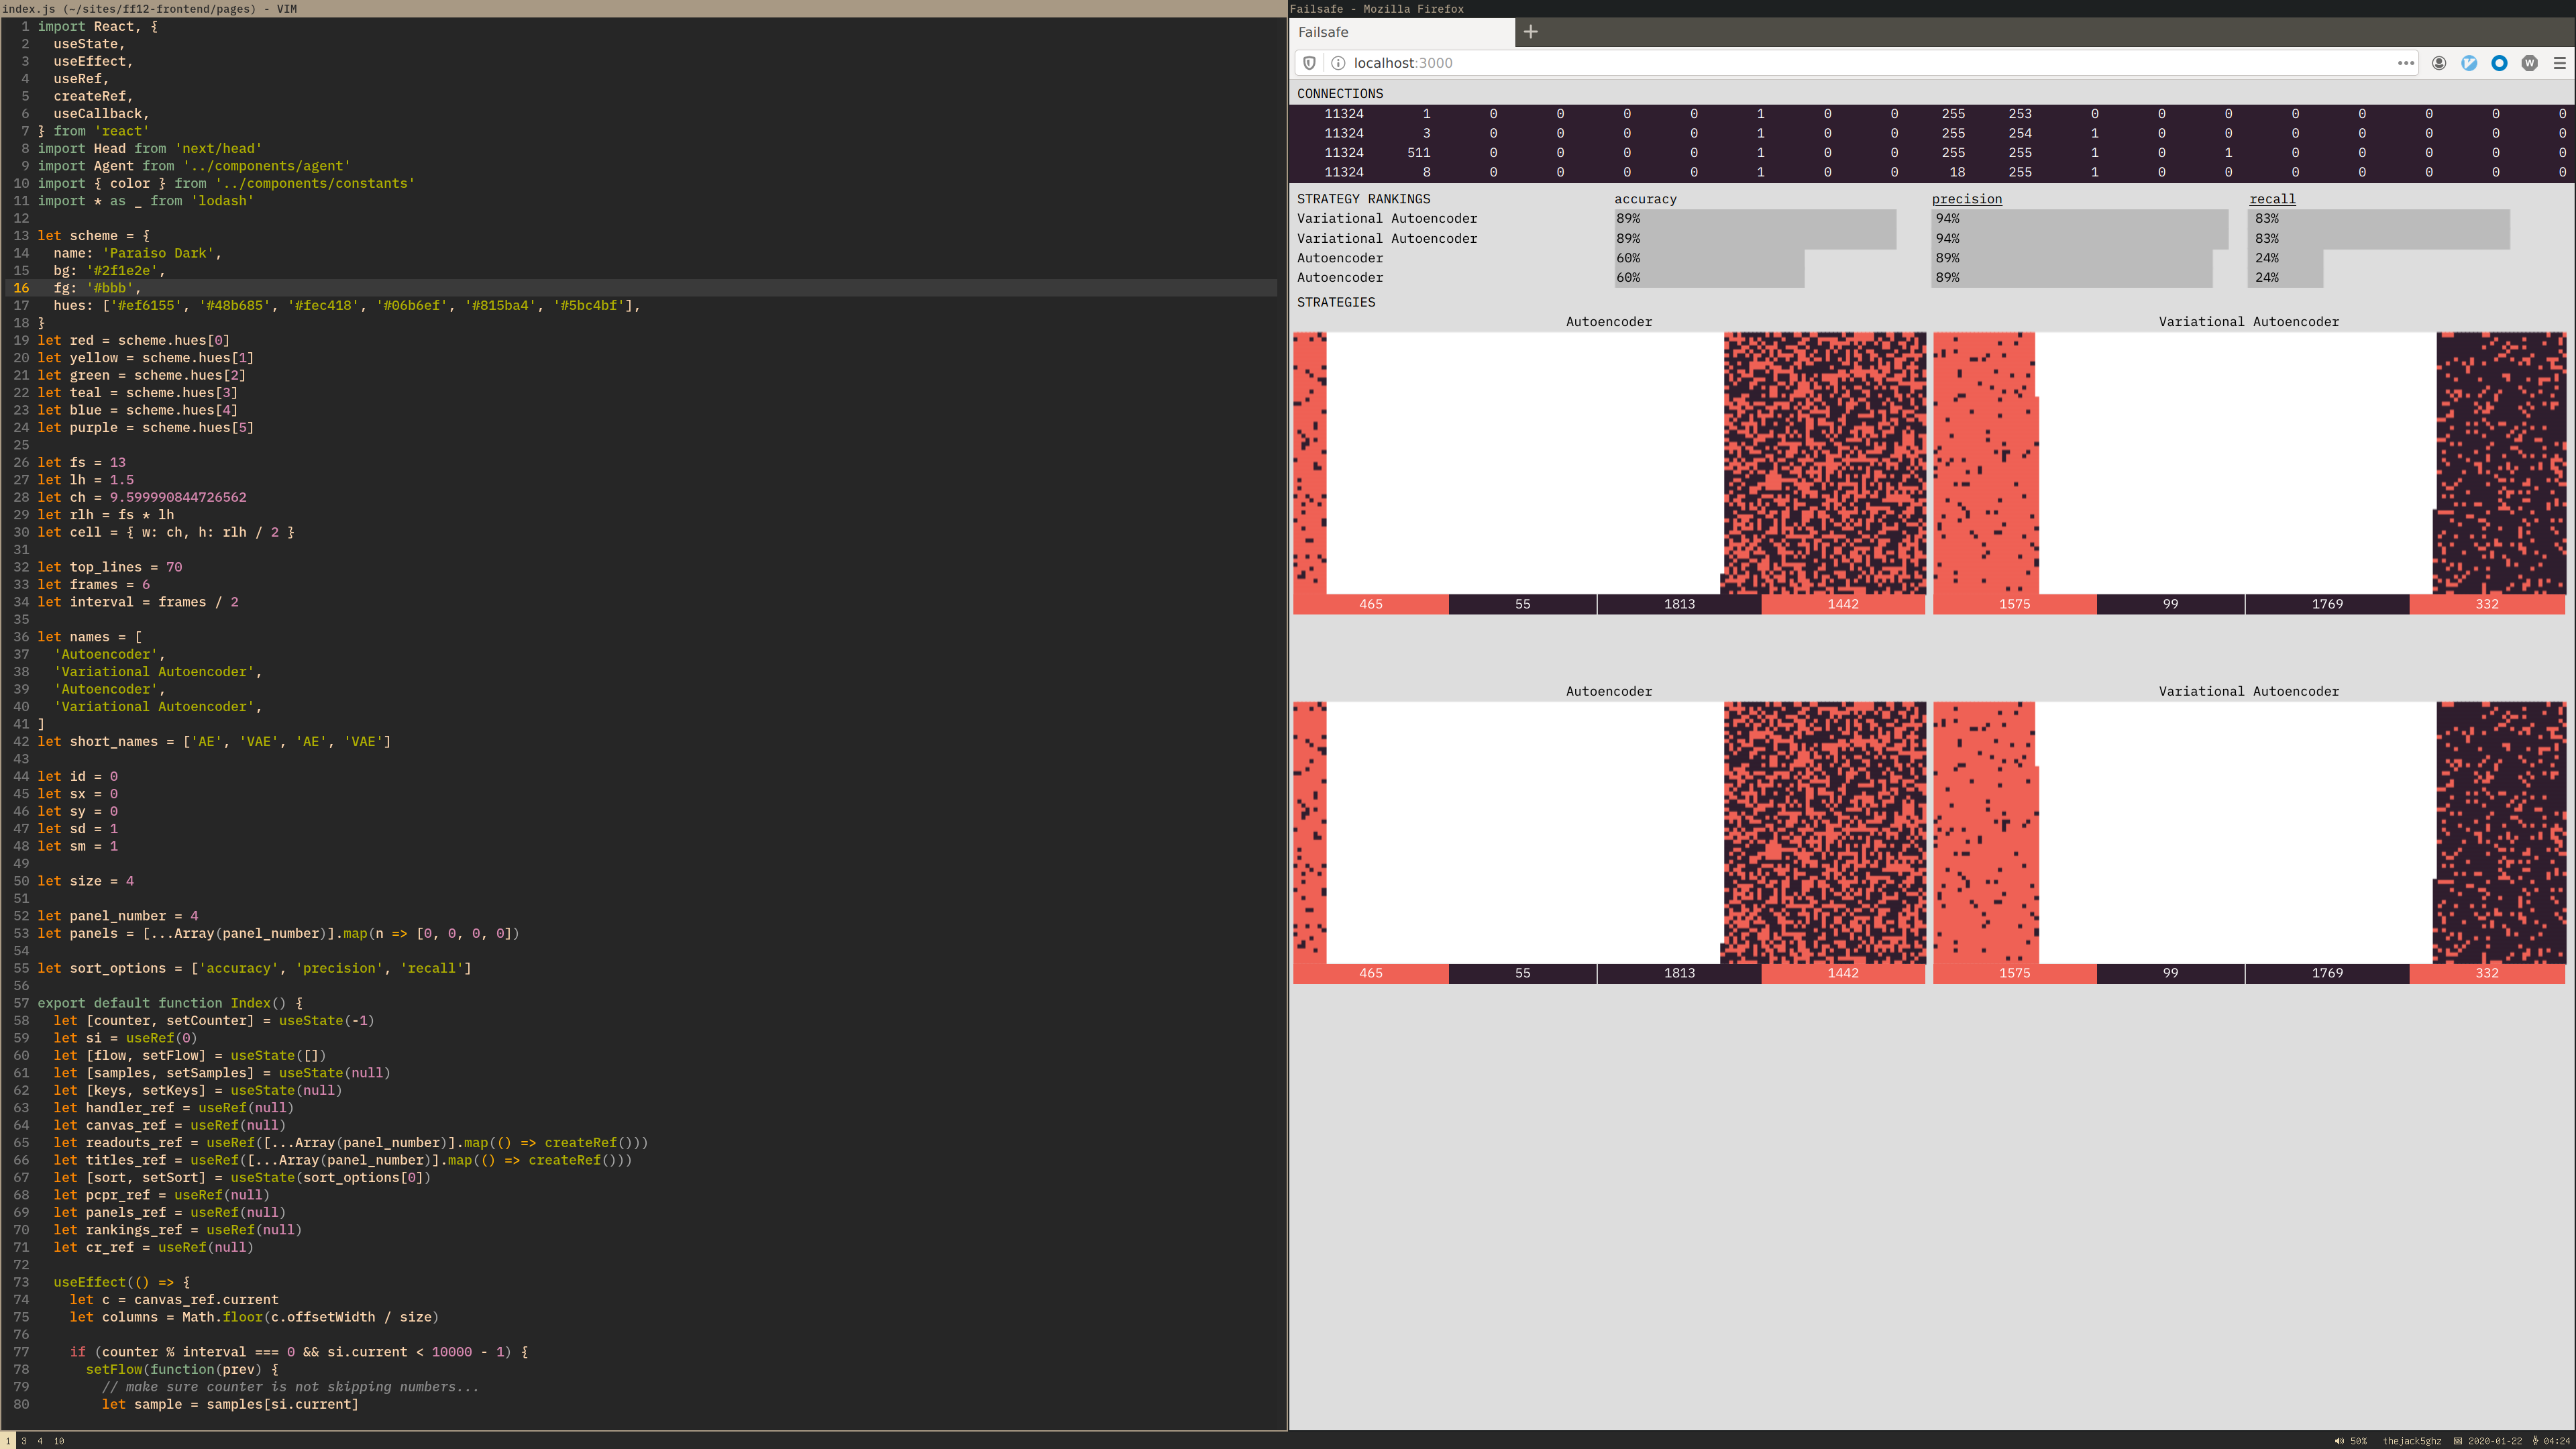 index.js (~/sites/ff12-frontend/pages) - VIM
1 import React, {
2 useState,
3 useEffect,
4 useRef,
5 createRef,
6 useCallback,
7 } from 'react'
8 import Head from 'next/head'
9 import Agent from '../components/agent'
10 import { color } from '../components/constants'
11 import * as _ from 'lodash'
12
13 let scheme = {
14 name: 'Paraiso Dark',
15 bg: '#2f1e2e',
16 fg: '#bbb',
17 hues: ['#ef6155', '#48b685', '#fec418', '#06b6ef', '#815ba4', '#5bc4bf'],
18 }
19 let red = scheme.hues[0]
20 let yellow = scheme.hues[1]
21 let green = scheme.hues[2]
22 let teal = scheme.hues[3]
23 let blue = scheme.hues[4]
24 let purple = scheme.hues[5]
25
26 let fs = 13
27 let lh = 1.5
28 let ch = 9.599990844726562
29 let rlh = fs * lh
30 let cell = { w: ch, h: rlh / 2 }
31
32 let top_lines = 70
33 let frames = 6
34 let interval = frames / 2
35
36 let names = [
37 'Autoencoder',
38 'Variational Autoencoder',
39 'Autoencoder',
40 'Variational Autoencoder',
41 ]
42 let short_names = ['AE', 'VAE', 'AE', 'VAE']
43
44 let id = 0
45 let sx = 0
46 let sy = 0
47 let sd = 1
48 let sm = 1
49
50 let size = 4
51
52 let panel_number = 4
53 let panels = [...Array(panel_number)].map(n => [0, 0, 0, 0])
54
55 let sort_options = ['accuracy', 'precision', 'recall']
56
57 export default function Index() {
58 let [counter, setCounter] = useState(-1)
59 let si = useRef(0)
60 let [flow, setFlow] = useState([])
61 let [samples, setSamples] = useState(null)
62 let [keys, setKeys] = useState(null)
63 let handler_ref = useRef(null)
64 let canvas_ref = useRef(null)
65 let readouts_ref = useRef([...Array(panel_number)].map(() => createRef()))
66 let titles_ref = useRef([...Array(panel_number)].map(() => createRef()))
67 let [sort, setSort] = useState(sort_options[0])
68 let pcpr_ref = useRef(null)
69 let panels_ref = useRef(null)
70 let rankings_ref = useRef(null)
71 let cr_ref = useRef(null)
72
73 useEffect(() => {
74 let c = canvas_ref.current
75 let columns = Math.floor(c.offsetWidth / size)
76
77 if (counter % interval === 0 && si.current < 10000 - 1) {
78 setFlow(function(prev) {
79 // make sure counter is not skipping numbers...
80 let sample = samples[si.current]
Failsafe - Mozilla Firefox
Failsafe
localhost:3000
CONNECTIONS
11324 1 0 0 0 0 1 0 0 255 253 0 0 0 0 0 0 0 0
11324 3 0 0 0 0 1 0 0 255 254 1 0 0 0 0 0 0 0
11324 511 0 0 0 0 1 0 0 255 255 1 0 1 0 0 0 0 0
11324 8 0 0 0 0 1 0 0 18 255 1 0 0 0 0 0 0 0
STRATEGY RANKINGS accuracy precision recall
Variational Autoencoder 89% 94% 83%
Variational Autoencoder 89% 94% 83%
Autoencoder 60% 89% 24%
Autoencoder 60% 89% 24%
STRATEGIES
Autoencoder Variational Autoencoder
465 55 1813 1442 1575 99 1769 332
Autoencoder Variational Autoencoder
465 55 1813 1442 1575 99 1769 332
1 3 4 10
50% thejack5ghz 2020-01-22 04:24